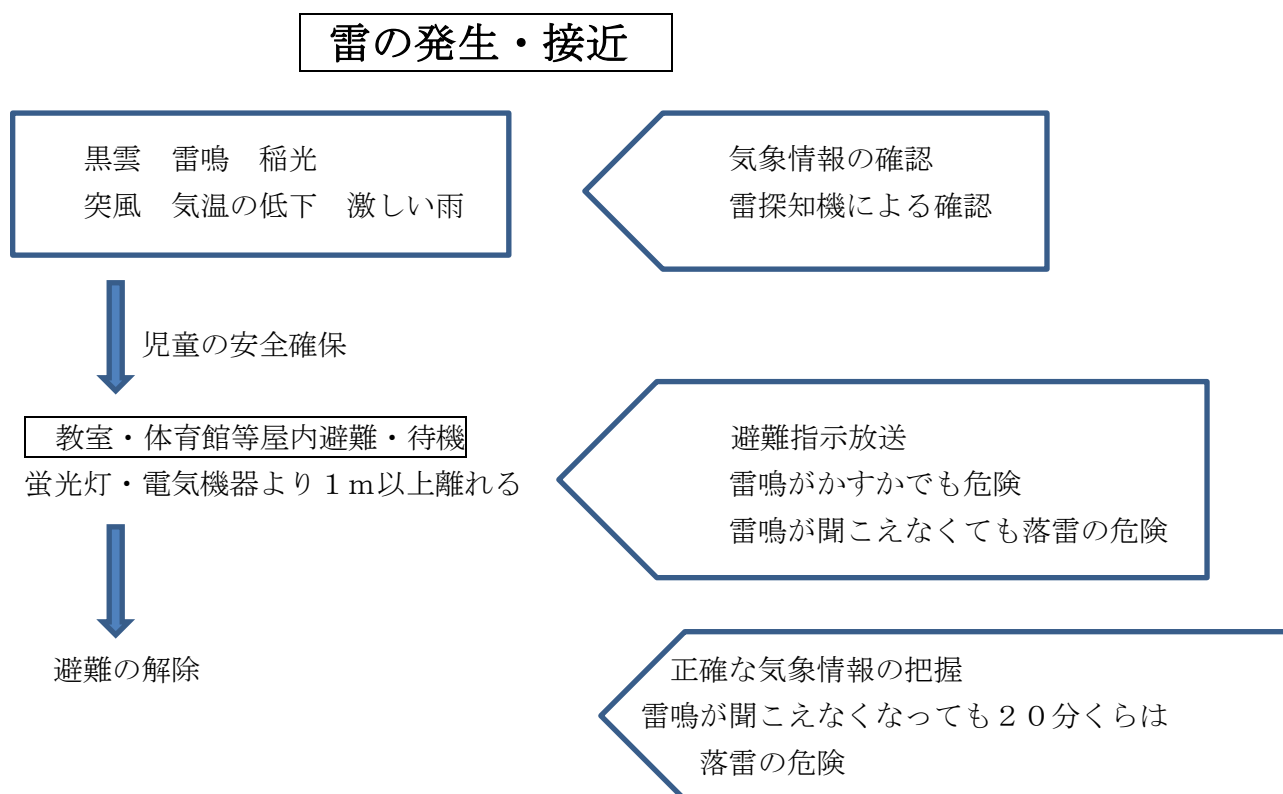 雷の発生・接近
黒雲　雷鳴　稲光
突風　気温の低下　激しい雨
気象情報の確認
雷探知機による確認
児童の安全確保
教室・体育館等屋内避難・待機
蛍光灯・電気機器より１ｍ以上離れる
避難指示放送
雷鳴がかすかでも危険
雷鳴が聞こえなくても落雷の危険
避難の解除
正確な気象情報の把握
雷鳴が聞こえなくなっても２０分くらは
落雷の危険